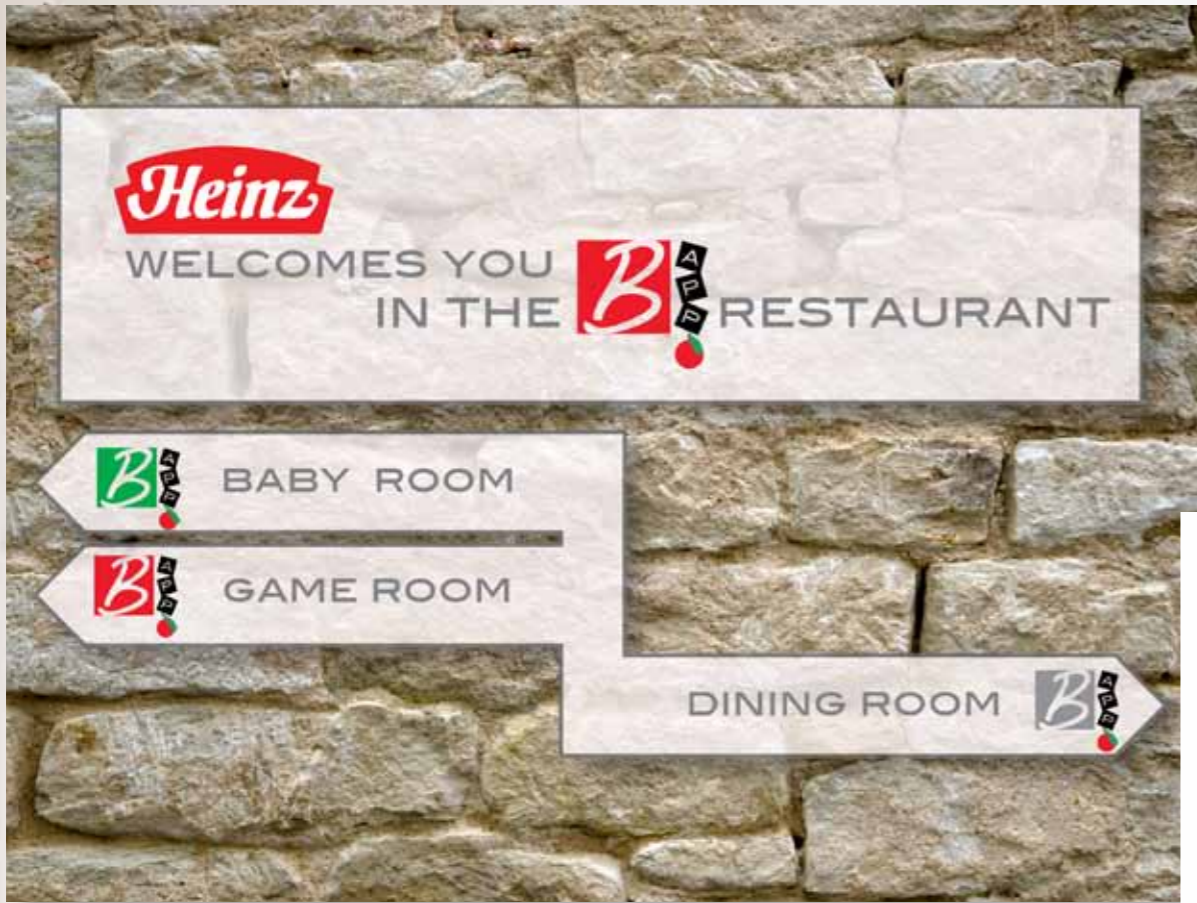 Heinz
WELCOMES YOU
IN THE B APP RESTAURANT
B APP BABY ROOM
B APP GAME ROOM
DINING ROOM B APP